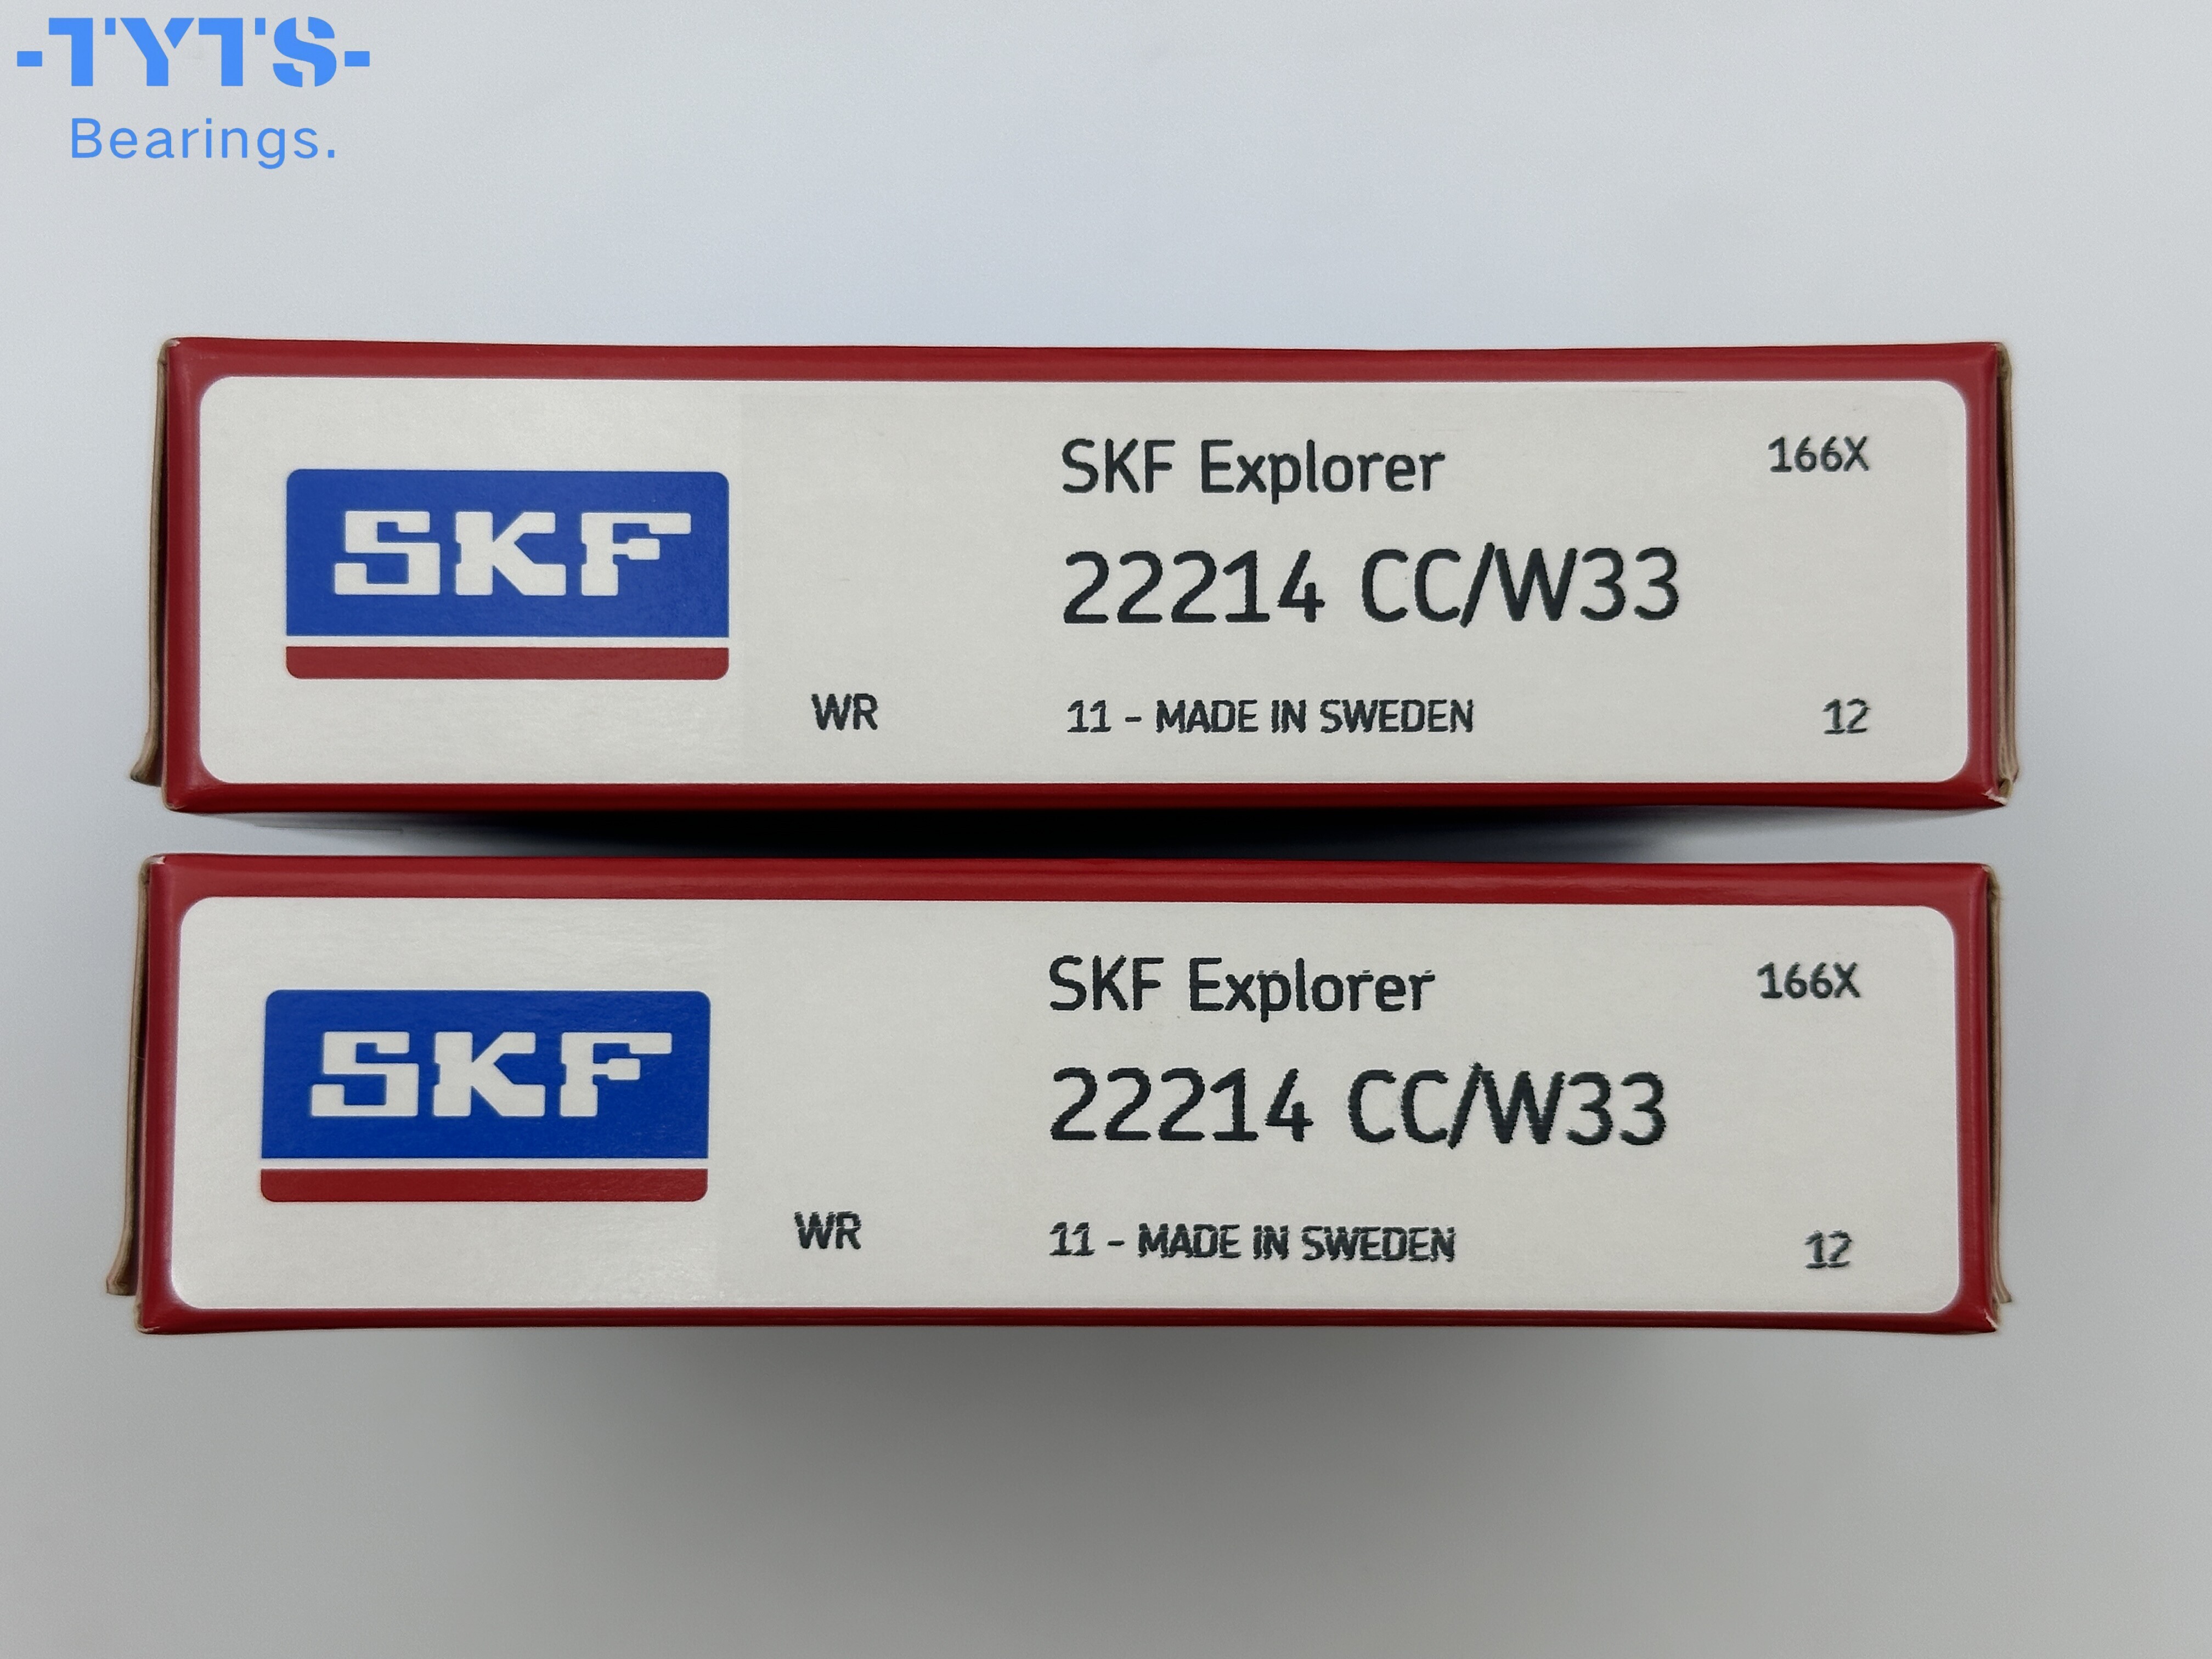 -TYTS-
Bearings.
SKF
SKF Explorer
166X
22214 CC/W33
WR
11 - MADE IN SWEDEN
12
SKF
SKF Explorer
166X
22214 CC/W33
WR
11 - MADE IN SWEDEN
12